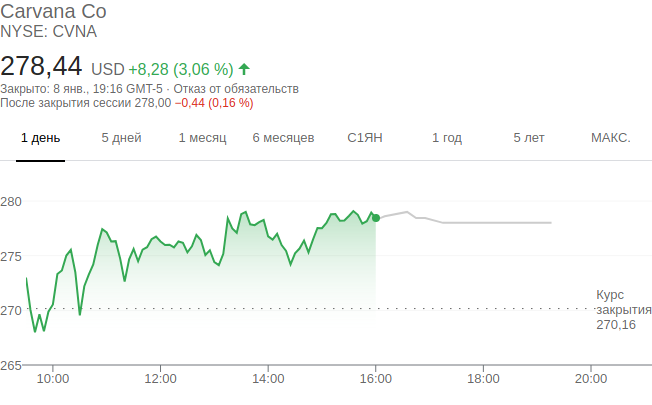 Carvana Co
NYSE: CVNA
278,44 USD +8,28 (3,06 %)
Закрыто: 8 янв., 19:16 GMT-5 · Отказ от обязательств
После закрытия сессии 278,00 −0,44 (0,16 %)
1 день 5 дней 1 месяц 6 месяцев С1ЯН 1 год 5 лет МАКС.
280
275
270
265
Курс
закрытия
270,16
10:00 12:00 14:00 16:00 18:00 20:00